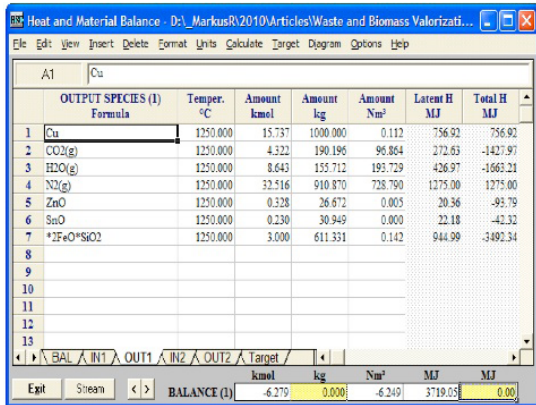 HSC Heat and Material Balance - D:\_MarkusR\2010\Articles\Waste and Biomass Valorizati...
File Edit View Insert Delete Format Units Calculate Target Diagram Options Help
A1 Cu
OUTPUT SPECIES (1) Temper. Amount Amount Amount Latent H Total H
Formula °C kmol kg Nm³ MJ MJ
1 Cu 1250.000 15.737 1000.000 0.112 756.92 756.92
2 CO2(g) 1250.000 4.322 190.196 96.864 272.63 -1427.97
3 H2O(g) 1250.000 8.643 155.712 193.729 426.97 -1663.21
4 N2(g) 1250.000 32.516 910.870 728.790 1275.00 1275.00
5 ZnO 1250.000 0.328 26.672 0.005 20.36 -93.79
6 SnO 1250.000 0.230 30.949 0.000 22.18 -42.32
7 *2FeO*SiO2 1250.000 3.000 611.331 0.142 944.99 -3492.34
8
9
10
11
12
13
BAL IN1 OUT1 IN2 OUT2 Target
kmol kg Nm³ MJ MJ
Exit Stream < > BALANCE (1) -6.279 0.000 -6.249 3719.05 0.00